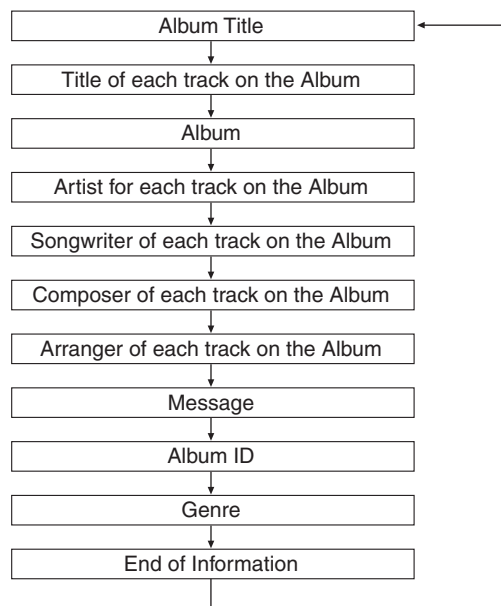 Album Title
Title of each track on the Album
Album
Artist for each track on the Album
Songwriter of each track on the Album
Composer of each track on the Album
Arranger of each track on the Album
Message
Album ID
Genre
End of Information